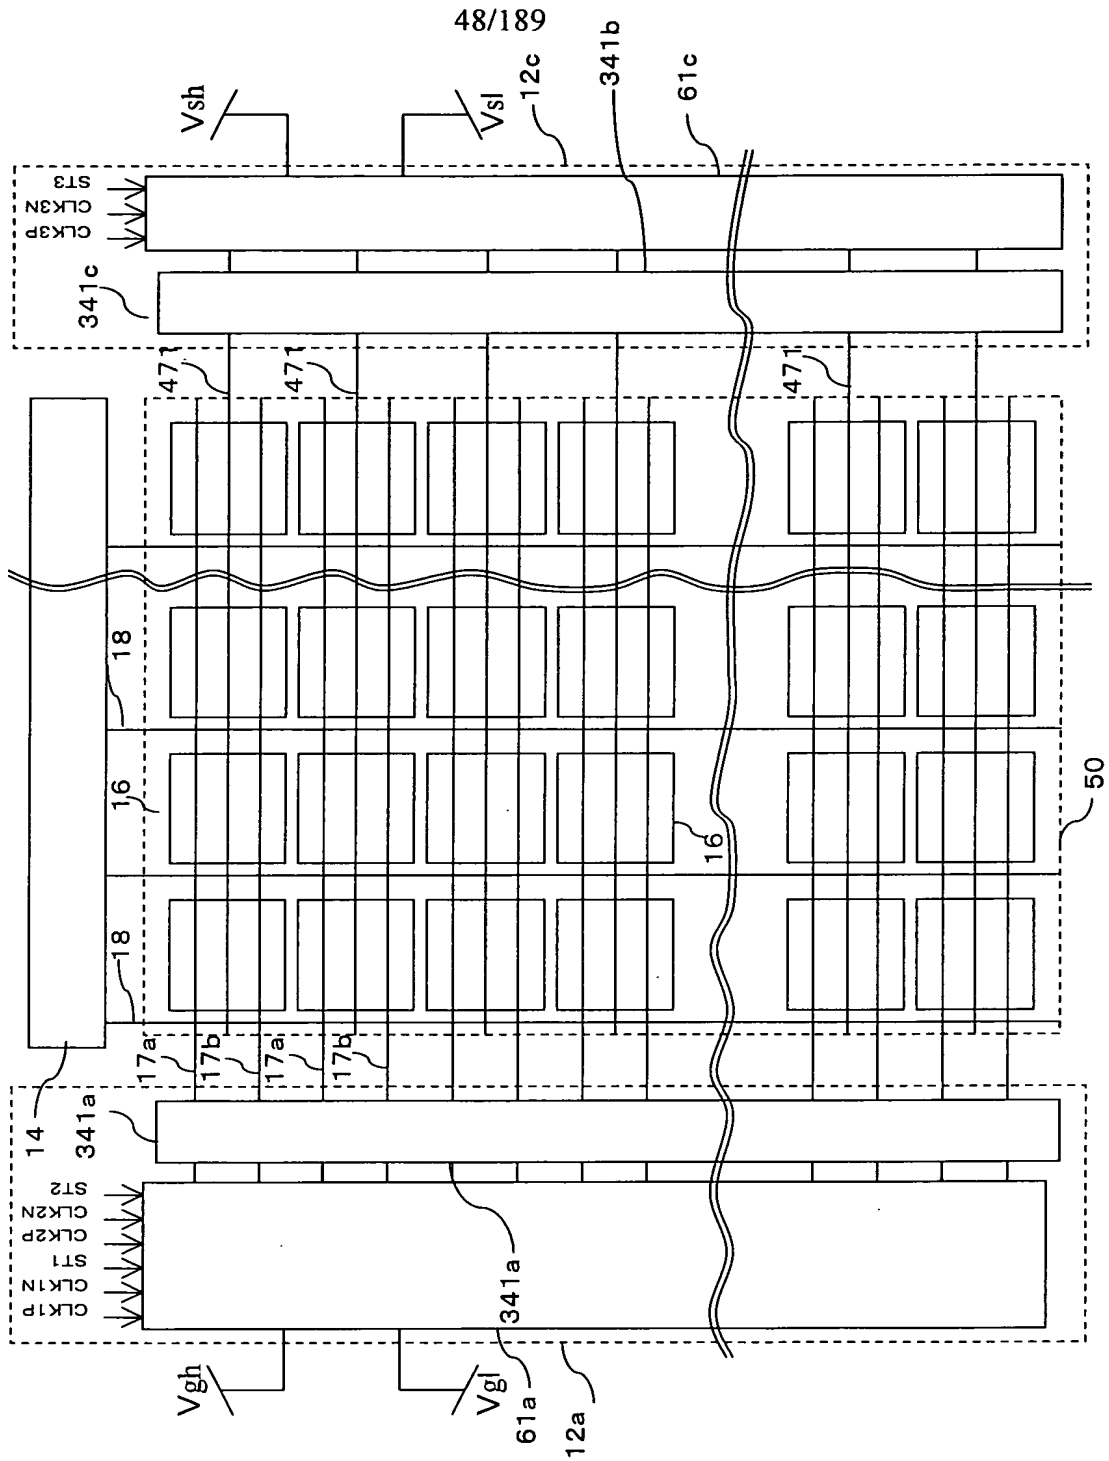 48/189
Vsh
Vsl
12c
341b
61c
ST3
CLK3N
CLK3P
341c
471
471
471
18
16
16
18
50
17a
17b
17a
17b
14
341a
ST2
CLK2N
CLK2P
ST1
CLK1N
CLK1P
341a
Vgh
Vgl
61a
12a